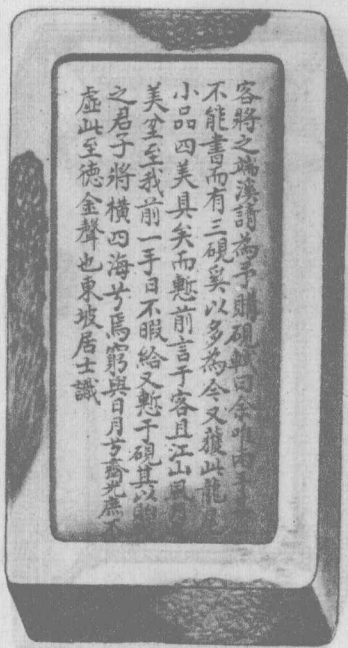 客將之端溪請為予購硯軾曰余唯兩手其一
不能書而有三硯奚以多為今又獲此龍尾
小品四美具矣而慙前言于客且江山風月
美坌至我前一手日不暇給又慙于硯其以貽
之君子將橫四海兮焉窮與日月兮齊光庶不
虛此至德金聲也東坡居士識